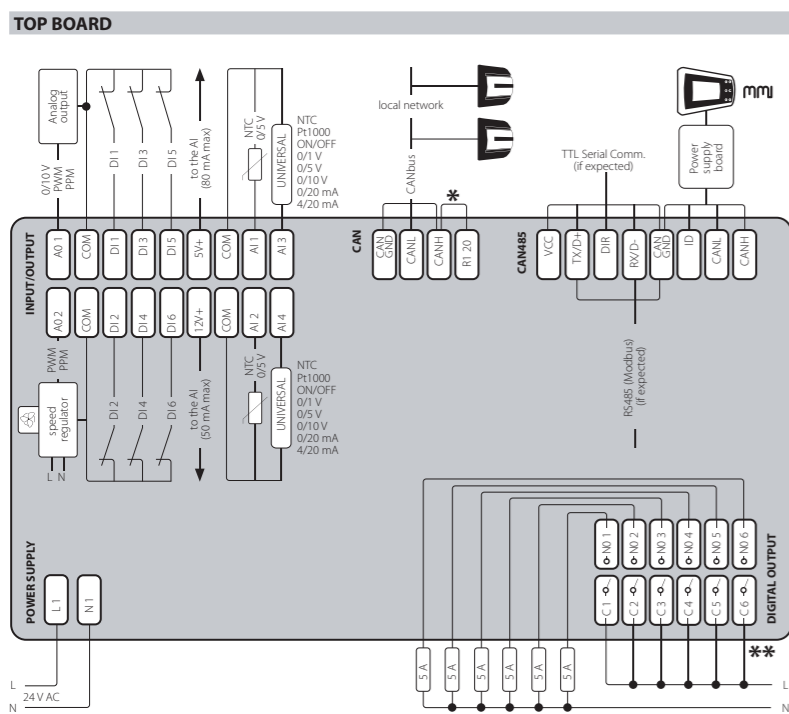 TOP BOARD
Analog
output
0/10 V
PWM
PPM
DI 1
DI 3
DI 5
to the AI
(80 mA max)
NTC
0/5 V
UNIVERSAL
NTC
Pt1000
ON/OFF
0/1 V
0/5 V
0/10 V
0/20 mA
4/20 mA
local network
CANbus
*
TTL Serial Comm.
(if expected)
Power
supply
board
mmi
INPUT/OUTPUT
A0 1
COM
DI 1
DI 3
DI 5
5V+
COM
AI 1
AI 3
CAN
CAN
GND
CANL
CANH
R1 20
CAN485
VCC
TX/D+
DIR
RX/D-
CAN
GND
ID
CANL
CANH
A0 2
COM
DI 2
DI 4
DI 6
12V+
COM
AI 2
AI 4
PWM
PPM
speed
regulator
L N
DI 2
DI 4
DI 6
to the AI
(50 mA max)
NTC
0/5 V
UNIVERSAL
NTC
Pt1000
ON/OFF
0/1 V
0/5 V
0/10 V
0/20 mA
4/20 mA
RS485 (Modbus)
(if expected)
POWER SUPPLY
L 1
N 1
N0 1
N0 2
N0 3
N0 4
N0 5
N0 6
C 1
C 2
C 3
C 4
C 5
C 6
DIGITAL OUTPUT
**
5 A
5 A
5 A
5 A
5 A
5 A
L
24 V AC
N
L
N